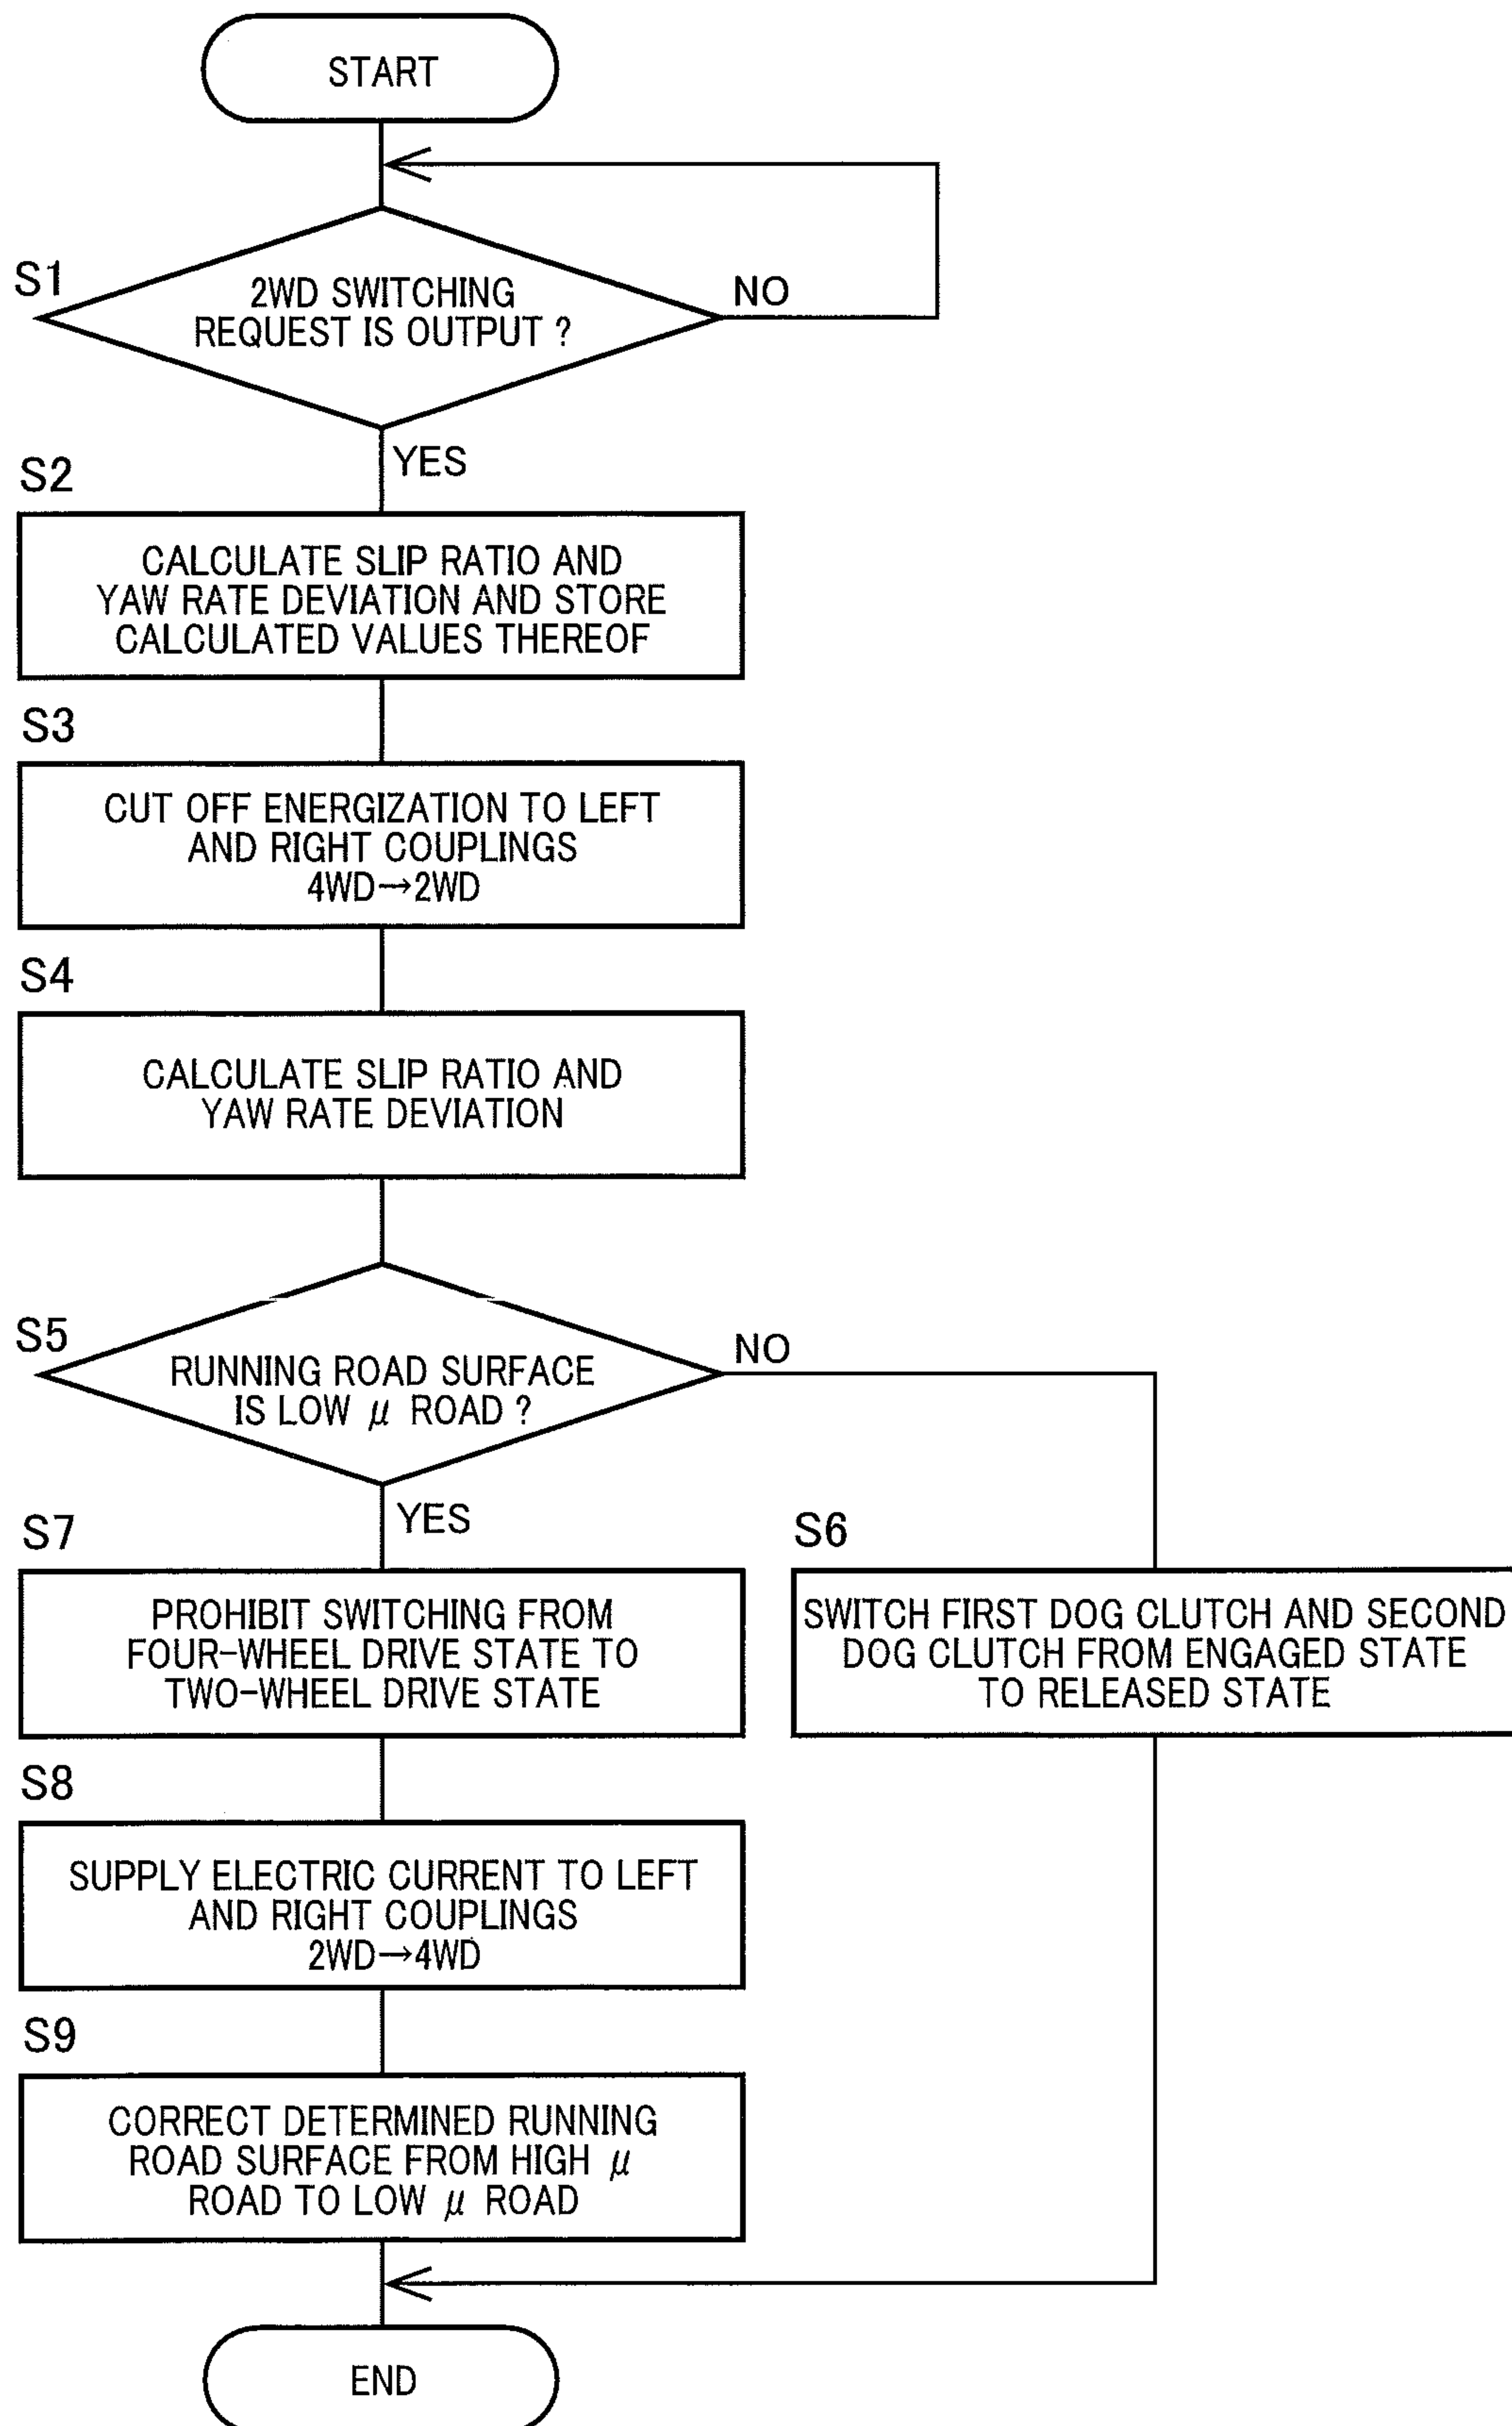 START
S1
2WD SWITCHING
REQUEST IS OUTPUT ?
NO
YES
S2
CALCULATE SLIP RATIO AND
YAW RATE DEVIATION AND STORE
CALCULATED VALUES THEREOF
S3
CUT OFF ENERGIZATION TO LEFT
AND RIGHT COUPLINGS
4WD→2WD
S4
CALCULATE SLIP RATIO AND
YAW RATE DEVIATION
S5
RUNNING ROAD SURFACE
IS LOW μ ROAD ?
NO
YES
S7
PROHIBIT SWITCHING FROM
FOUR-WHEEL DRIVE STATE TO
TWO-WHEEL DRIVE STATE
S6
SWITCH FIRST DOG CLUTCH AND SECOND
DOG CLUTCH FROM ENGAGED STATE
TO RELEASED STATE
S8
SUPPLY ELECTRIC CURRENT TO LEFT
AND RIGHT COUPLINGS
2WD→4WD
S9
CORRECT DETERMINED RUNNING
ROAD SURFACE FROM HIGH μ
ROAD TO LOW μ ROAD
END